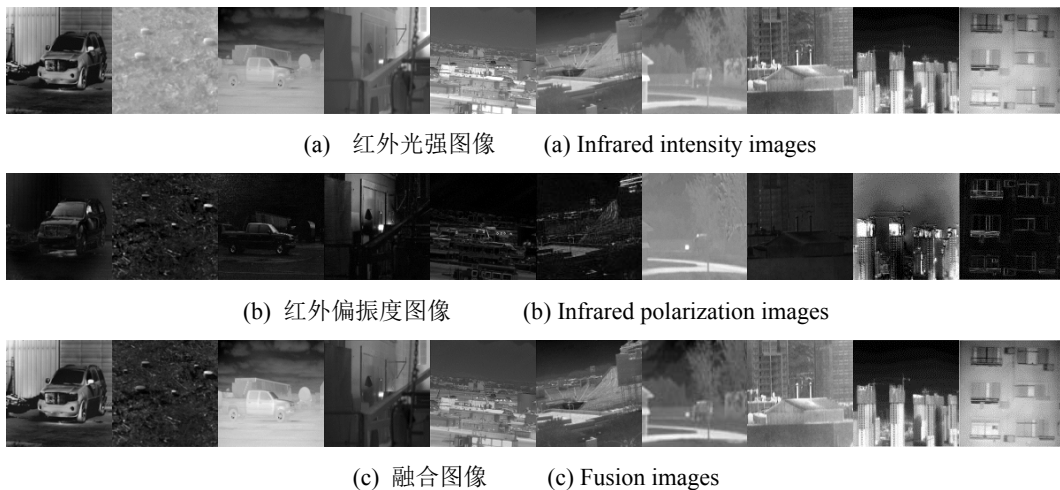 (a) 红外光强图像 (a) Infrared intensity images
(b) 红外偏振度图像 (b) Infrared polarization images
(c) 融合图像 (c) Fusion images